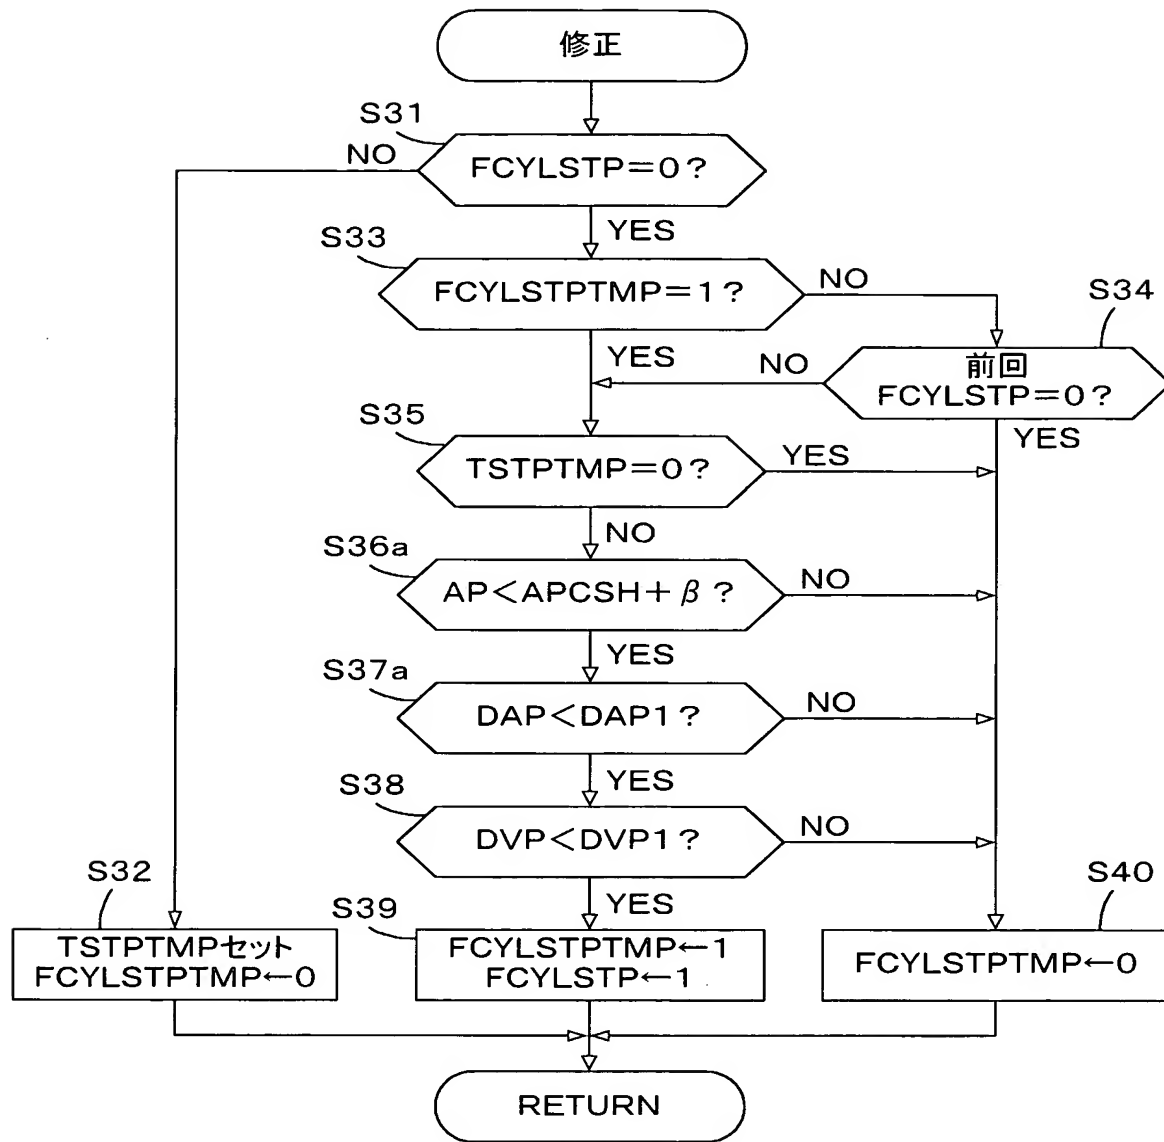 修正
S31
NO
FCYLSTP=0?
YES
S33
FCYLSTPTMP=1?
NO
S34
YES
NO
前回
FCYLSTP=0?
YES
S35
TSTPTMP=0?
YES
NO
S36a
AP<APCSH+β?
NO
YES
S37a
DAP<DAP1?
NO
YES
S38
DVP<DVP1?
NO
YES
S32
TSTPTMPセット
FCYLSTPTMP←0
S39
FCYLSTPTMP←1
FCYLSTP←1
S40
FCYLSTPTMP←0
RETURN